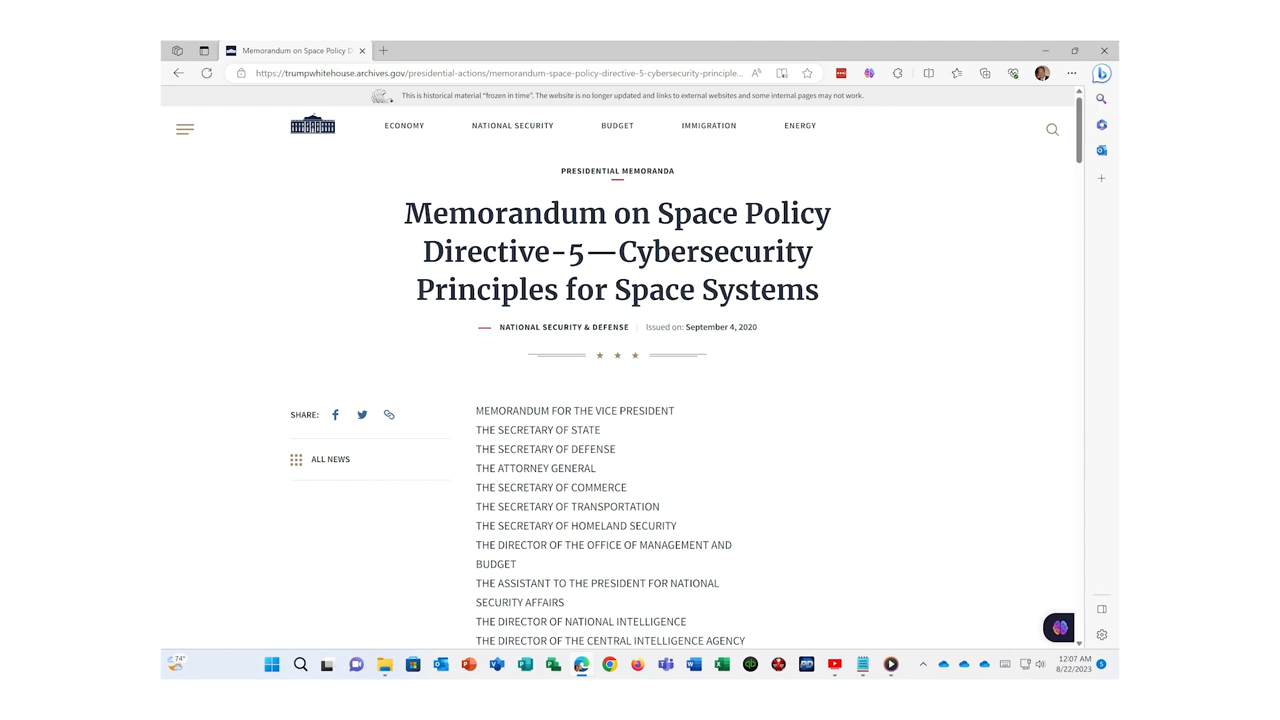 Memorandum on Space Policy D
https://trumpwhitehouse.archives.gov/presidential-actions/memorandum-space-policy-directive-5-cybersecurity-principle...
This is historical material "frozen in time". The website is no longer updated and links to external websites and some internal pages may not work.
ECONOMY NATIONAL SECURITY BUDGET IMMIGRATION ENERGY
PRESIDENTIAL MEMORANDA
Memorandum on Space Policy
Directive-5—Cybersecurity
Principles for Space Systems
NATIONAL SECURITY & DEFENSE Issued on: September 4, 2020
SHARE:
ALL NEWS
MEMORANDUM FOR THE VICE PRESIDENT
THE SECRETARY OF STATE
THE SECRETARY OF DEFENSE
THE ATTORNEY GENERAL
THE SECRETARY OF COMMERCE
THE SECRETARY OF TRANSPORTATION
THE SECRETARY OF HOMELAND SECURITY
THE DIRECTOR OF THE OFFICE OF MANAGEMENT AND
BUDGET
THE ASSISTANT TO THE PRESIDENT FOR NATIONAL
SECURITY AFFAIRS
THE DIRECTOR OF NATIONAL INTELLIGENCE
THE DIRECTOR OF THE CENTRAL INTELLIGENCE AGENCY
74°
12:07 AM
8/22/2023
5